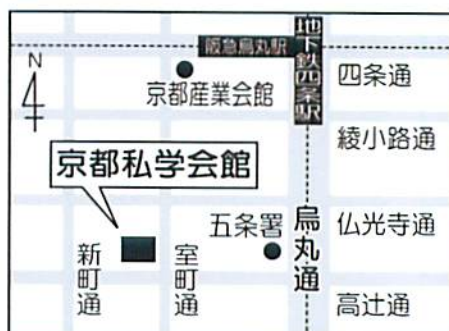 阪急烏丸駅
地下鉄四条駅
N
京都産業会館
四条通
綾小路通
京都私学会館
五条署
烏丸通
仏光寺通
新町通
室町通
高辻通